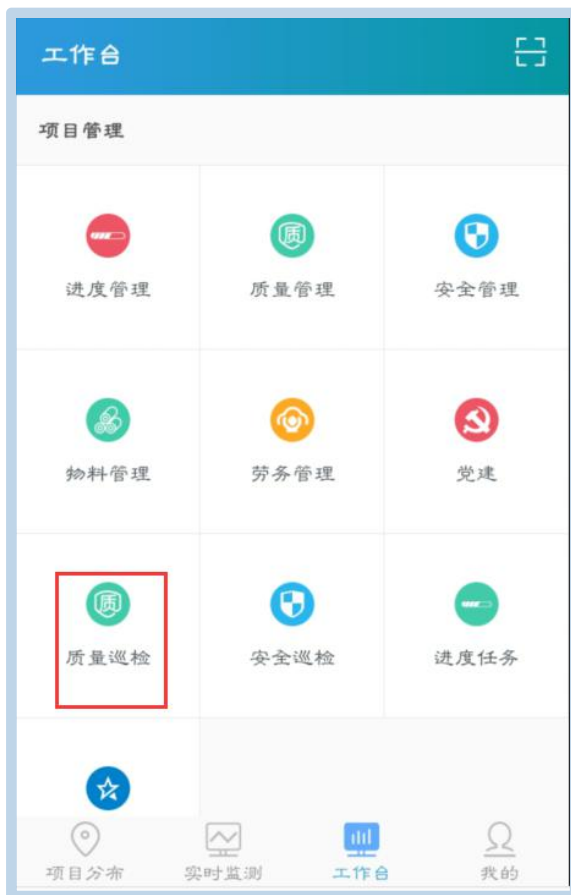 工作台
项目管理
进度管理
质
质量管理
安全管理
物料管理
劳务管理
党建
质
质量巡检
安全巡检
进度任务
项目分布
实时监测
工作台
我的